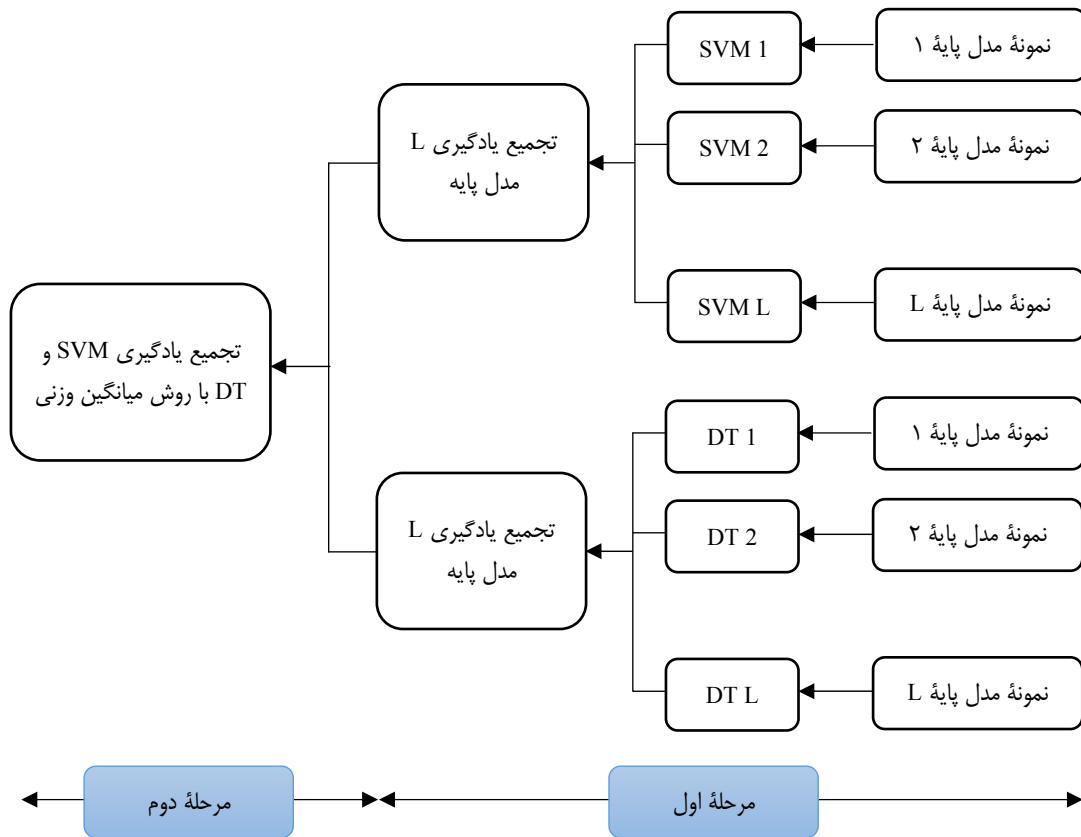 نمونهٔ مدل پایهٔ ۱
SVM 1
نمونهٔ مدل پایهٔ ۲
SVM 2
تجمیع یادگیری L
مدل پایه
نمونهٔ مدل پایهٔ L
SVM L
تجمیع یادگیری SVM و
DT با روش میانگین وزنی
نمونهٔ مدل پایهٔ ۱
DT 1
نمونهٔ مدل پایهٔ ۲
DT 2
تجمیع یادگیری L
مدل پایه
نمونهٔ مدل پایهٔ L
DT L
مرحلهٔ اول
مرحلهٔ دوم